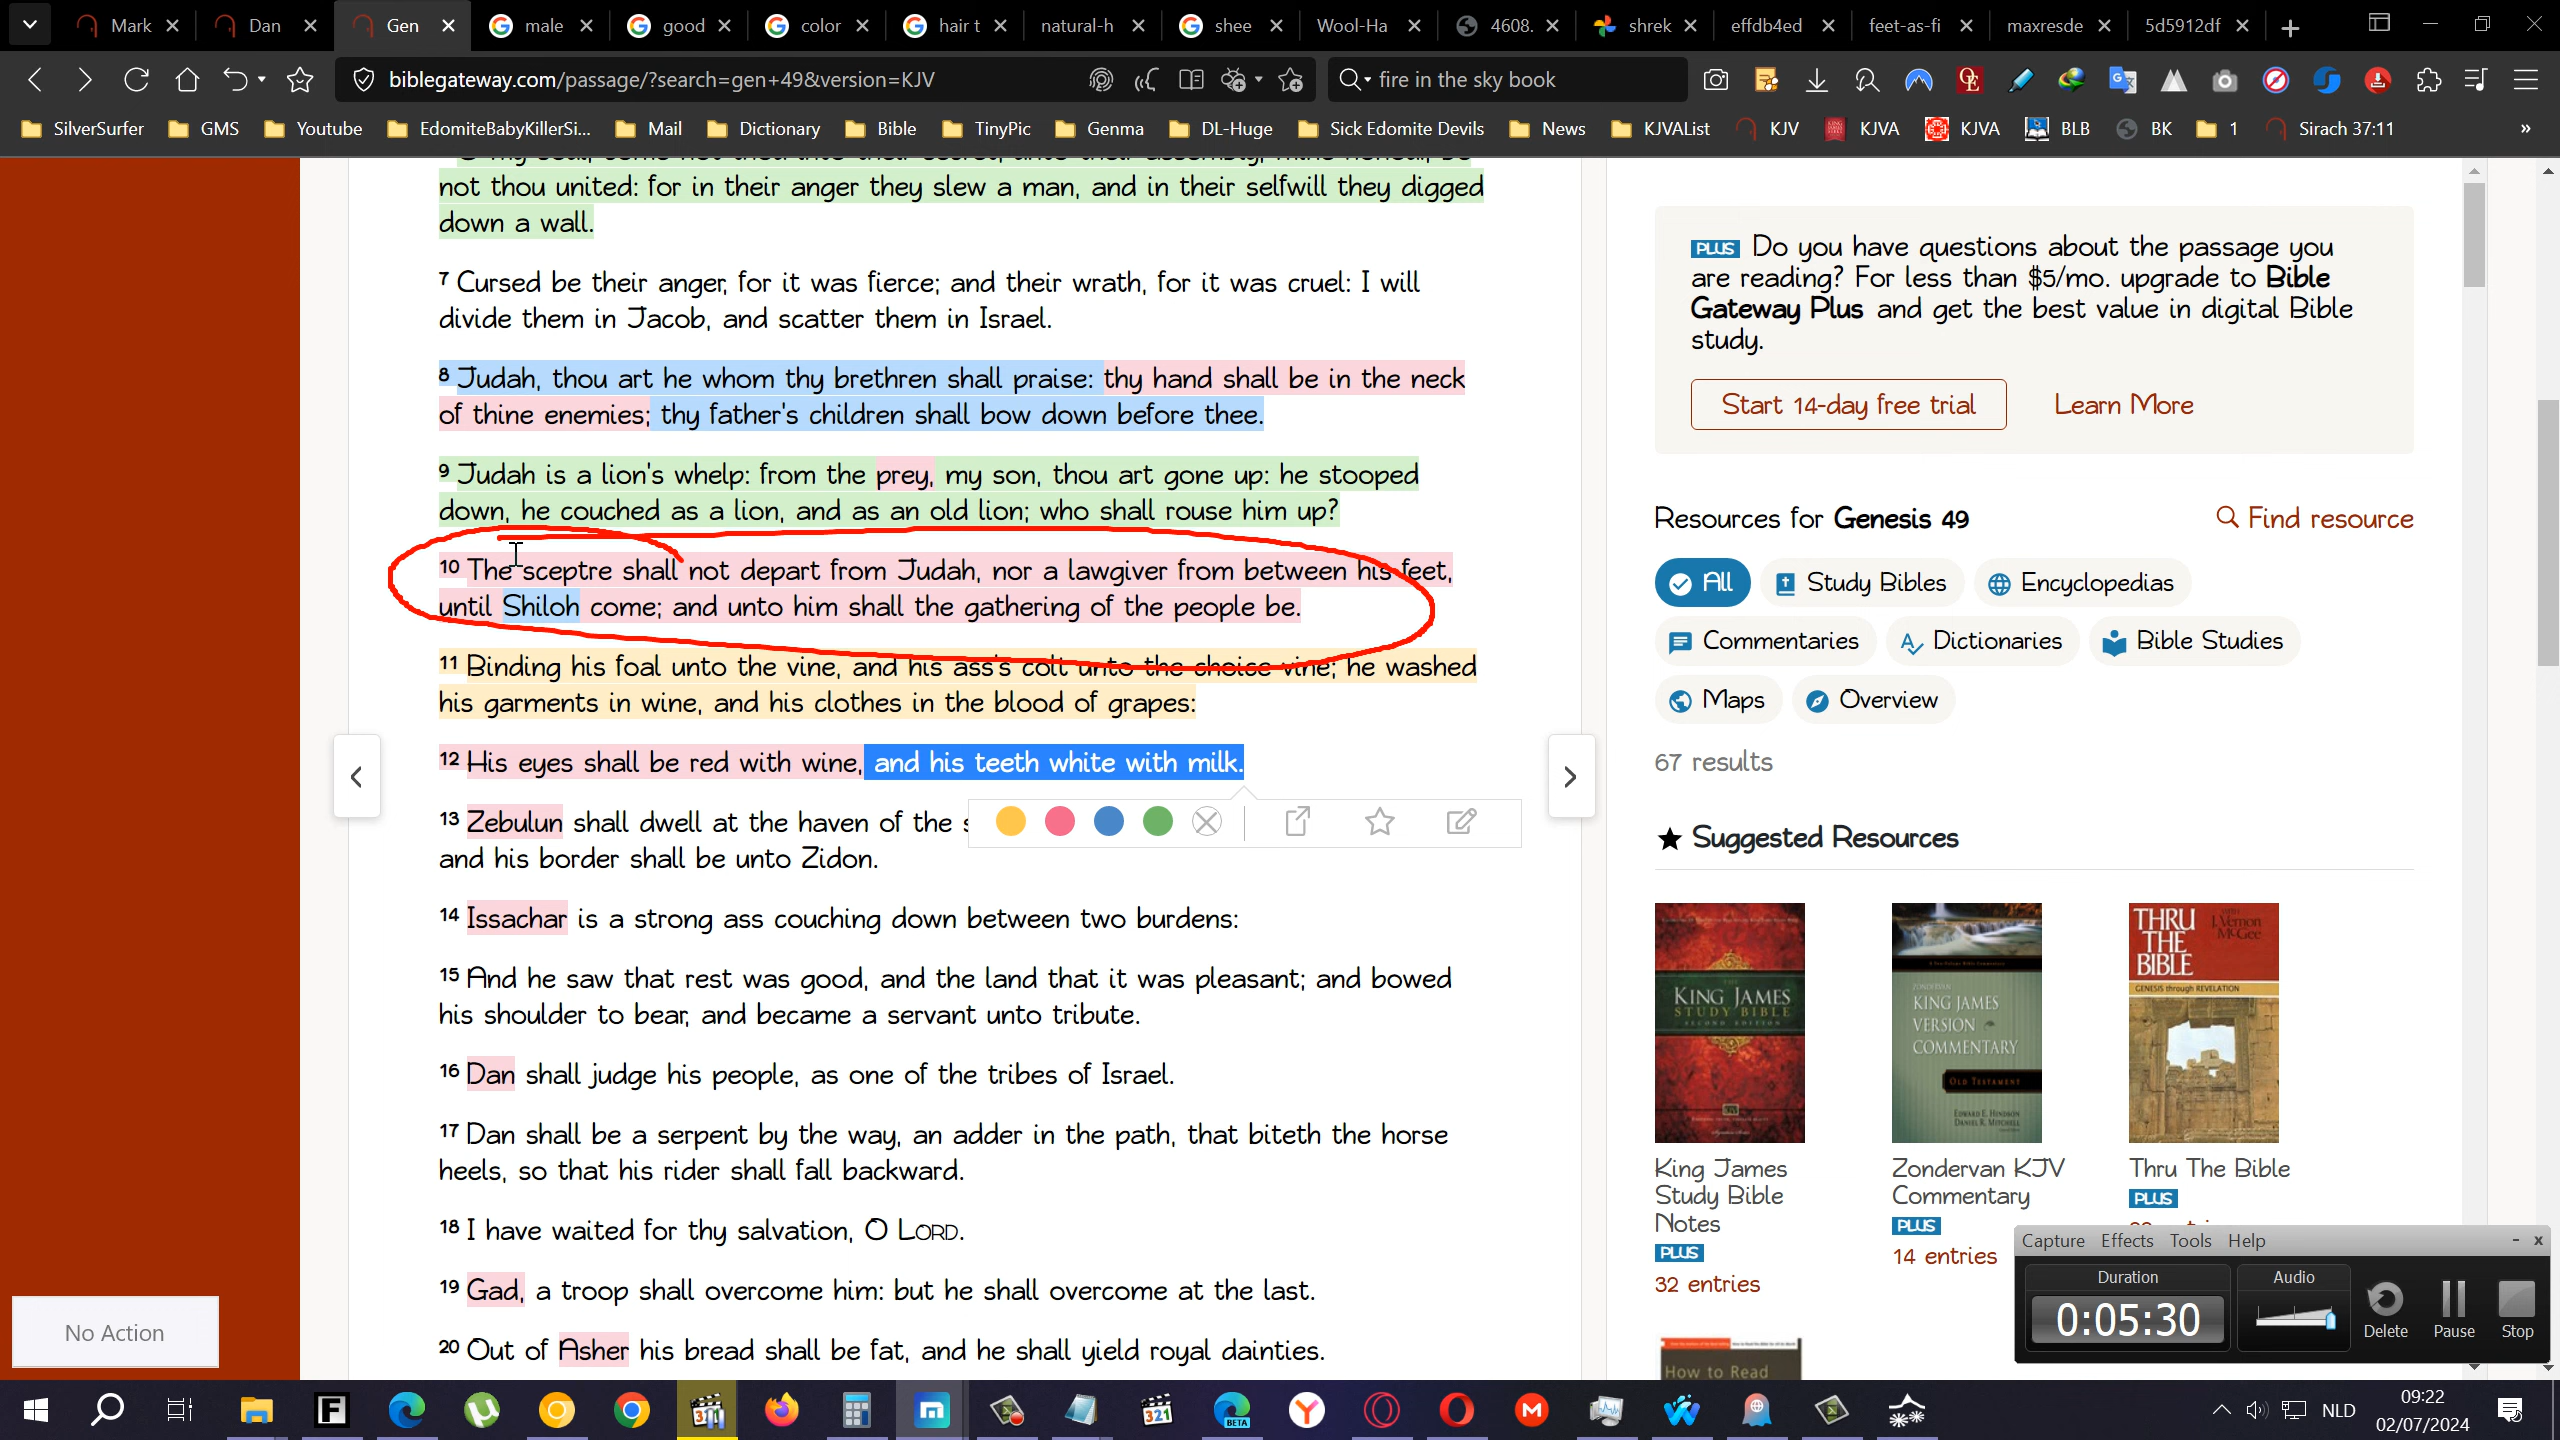 Mark
Dan
Gen
male
good
color
hair t
natural-h
shee
Wool-Ha
4608.
shrek
effdb4ed
feet-as-fi
maxresde
5d5912df
biblegateway.com/passage/?search=gen+49&version=KJV
fire in the sky book
SilverSurfer
GMS
Youtube
EdomiteBabyKillerSi...
Mail
Dictionary
Bible
TinyPic
Genma
DL-Huge
Sick Edomite Devils
News
KJVAList
KJV
KJVA
KJVA
BLB
BK
1
Sirach 37:11
»
not thou united: for in their anger they slew a man, and in their selfwill they digged
down a wall.
7 Cursed be their anger, for it was fierce; and their wrath, for it was cruel: I will
divide them in Jacob, and scatter them in Israel.
8 Judah, thou art he whom thy brethren shall praise: thy hand shall be in the neck
of thine enemies; thy father's children shall bow down before thee.
9 Judah is a lion's whelp: from the prey, my son, thou art gone up: he stooped
down, he couched as a lion, and as an old lion; who shall rouse him up?
10 The sceptre shall not depart from Judah, nor a lawgiver from between his feet,
until Shiloh come; and unto him shall the gathering of the people be.
11 Binding his foal unto the vine, and his ass's colt unto the choice vine; he washed
his garments in wine, and his clothes in the blood of grapes:
12 His eyes shall be red with wine, and his teeth white with milk.
13 Zebulun shall dwell at the haven of the
and his border shall be unto Zidon.
14 Issachar is a strong ass couching down between two burdens:
15 And he saw that rest was good, and the land that it was pleasant; and bowed
his shoulder to bear, and became a servant unto tribute.
16 Dan shall judge his people, as one of the tribes of Israel.
17 Dan shall be a serpent by the way, an adder in the path, that biteth the horse
heels, so that his rider shall fall backward.
18 I have waited for thy salvation, O LORD.
19 Gad, a troop shall overcome him: but he shall overcome at the last.
20 Out of Asher his bread shall be fat, and he shall yield royal dainties.
No Action
PLUS Do you have questions about the passage you
are reading? For less than $5/mo. upgrade to Bible
Gateway Plus and get the best value in digital Bible
study.
Start 14-day free trial
Learn More
Resources for Genesis 49
Find resource
All
Study Bibles
Encyclopedias
Commentaries
Dictionaries
Bible Studies
Maps
Overview
67 results
Suggested Resources
KING JAMES
STUDY BIBLE
SECOND EDITION
ZONDERVAN
KING JAMES
VERSION
COMMENTARY
OLD TESTAMENT
EDWARD E. HINDSON
DANIEL R. MITCHELL
THRU
THE
BIBLE
J. Vernon
McGee
GENESIS through REVELATION
King James
Study Bible
Notes
PLUS
32 entries
Zondervan KJV
Commentary
PLUS
14 entries
Thru The Bible
PLUS
How to Read
Capture
Effects
Tools
Help
Duration
0:05:30
Audio
Delete
Pause
Stop
321
BETA
NLD
09:22
02/07/2024